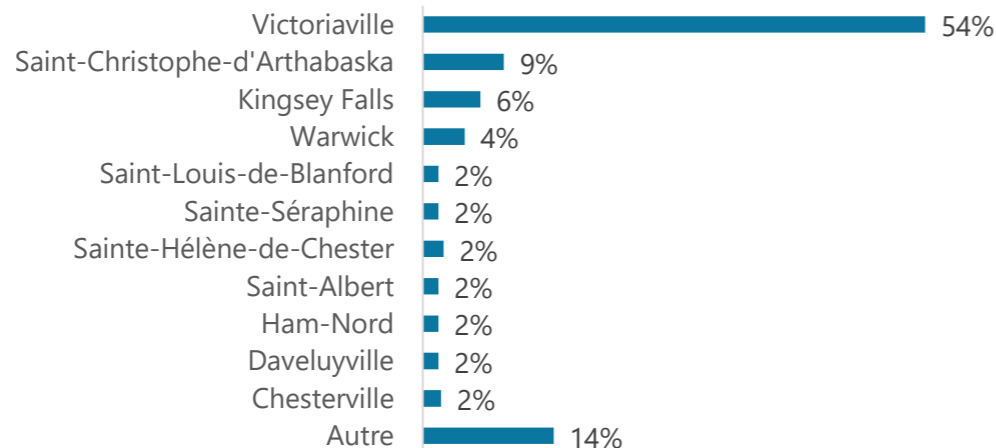 Victoriaville 54%
Saint-Christophe-d'Arthabaska 9%
Kingsey Falls 6%
Warwick 4%
Saint-Louis-de-Blanford 2%
Sainte-Séraphine 2%
Sainte-Hélène-de-Chester 2%
Saint-Albert 2%
Ham-Nord 2%
Daveluyville 2%
Chesterville 2%
Autre 14%